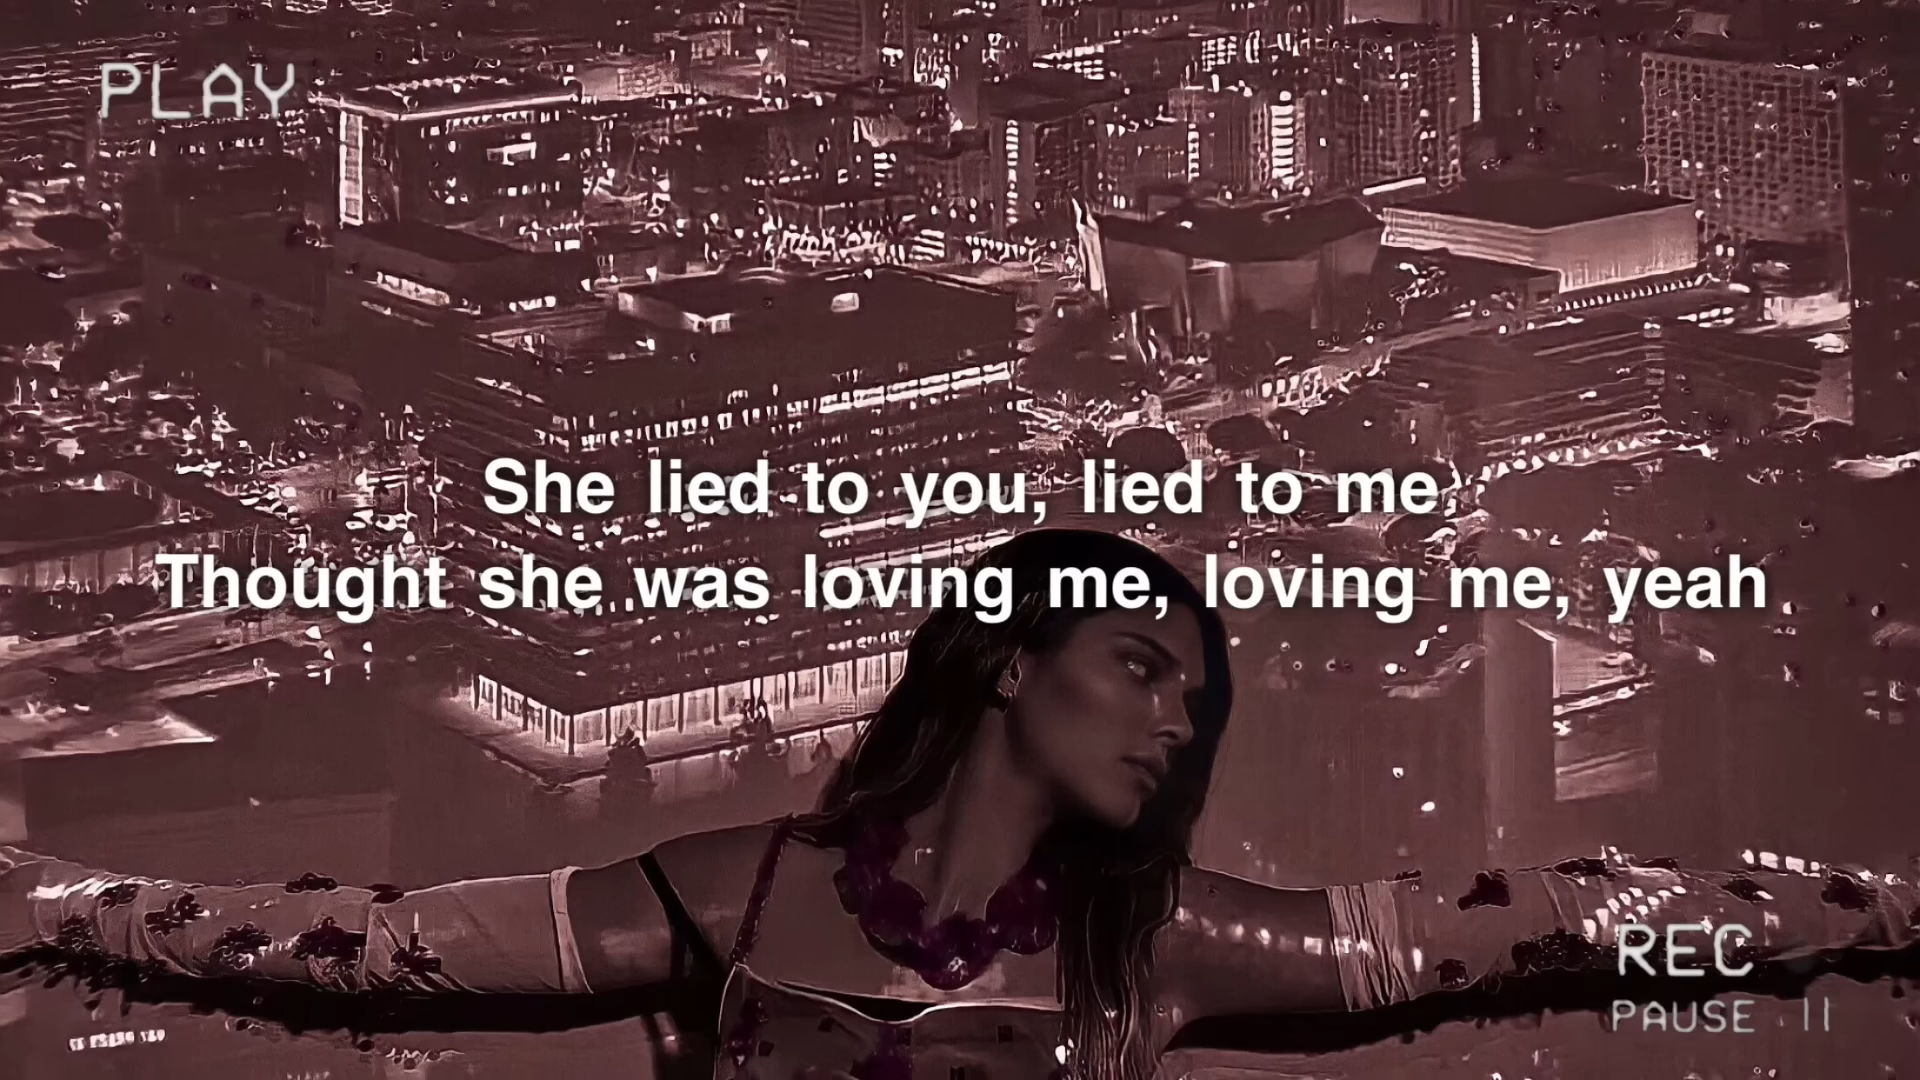 PLAY
She lied to you, lied to me,
Thought she was loving me, loving me, yeah
REC
PAUSE II